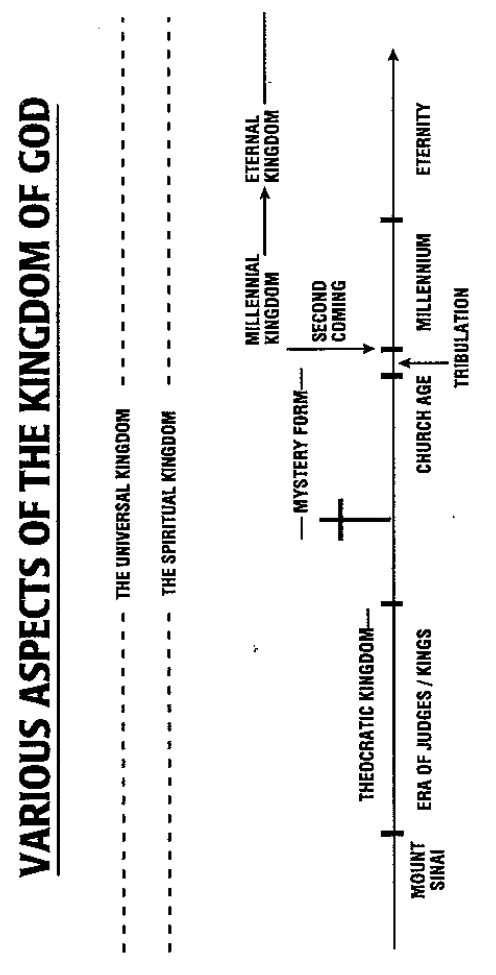 VARIOUS ASPECTS OF THE KINGDOM OF GOD
THE UNIVERSAL KINGDOM
THE SPIRITUAL KINGDOM
MILLENNIAL
KINGDOM
ETERNAL
KINGDOM
MYSTERY FORM
SECOND
COMING
THEOCRATIC KINGDOM
MOUNT
SINAI
ERA OF JUDGES / KINGS
CHURCH AGE
MILLENNIUM
ETERNITY
TRIBULATION